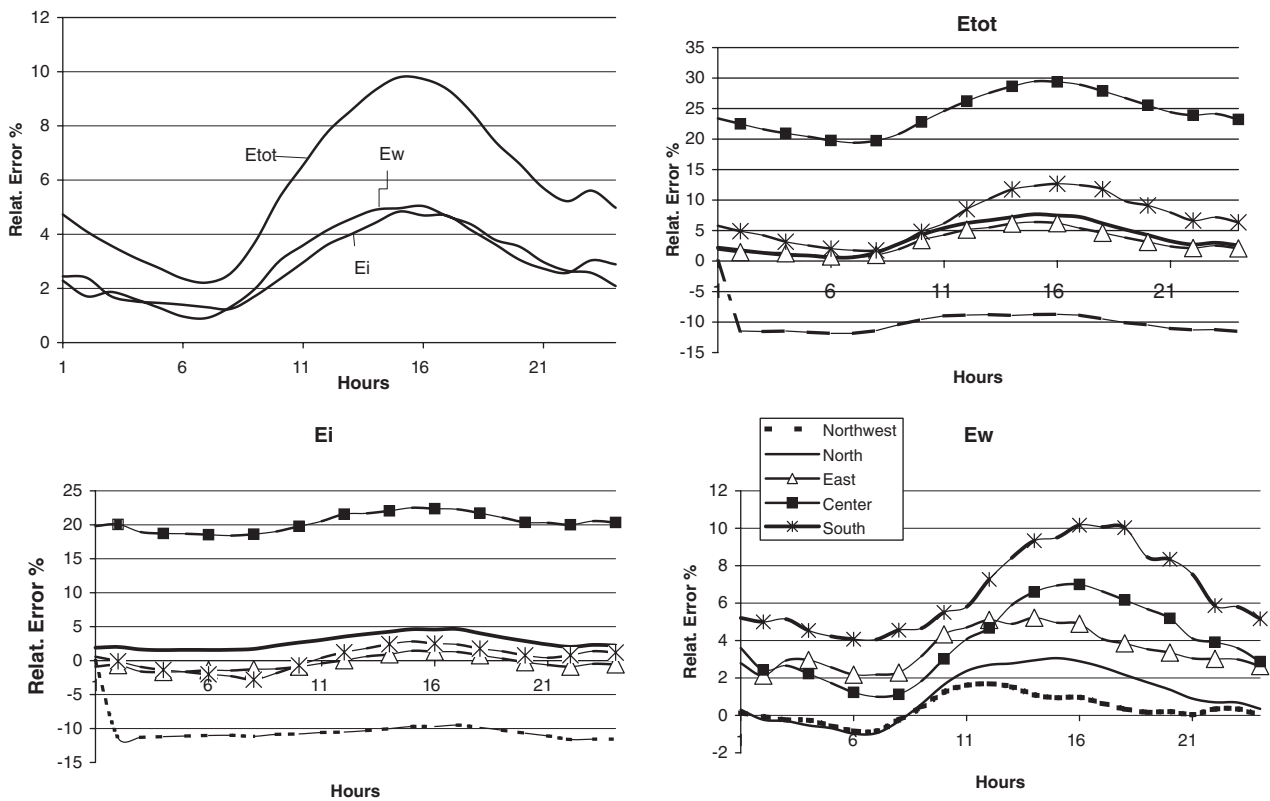 12
10
8
6
4
2
0
Relat. Error %
Etot
Ew
Ei
1 6 11 16 21
Hours
Etot
35
30
25
20
15
10
5
0
-5
-10
-15
Relat. Error %
1 6 11 16 21
Hours
Ei
25
20
15
10
5
0
-5
-10
-15
Relat. Error %
1 6 11 16 21
Hours
Northwest
North
East
Center
South
Ew
12
10
8
6
4
2
0
-2
Relat. Error %
1 6 11 16 21
Hours